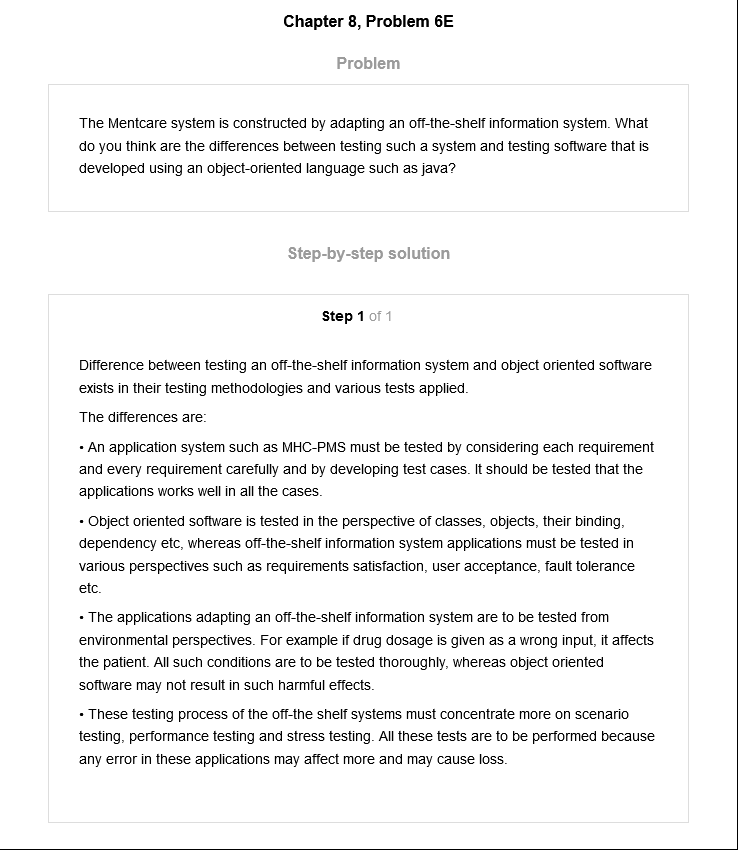 Chapter 8, Problem 6E
Problem
The Mentcare system is constructed by adapting an off-the-shelf information system. What
do you think are the differences between testing such a system and testing software that is
developed using an object-oriented language such as java?
Step-by-step solution
Step 1 of 1
Difference between testing an off-the-shelf information system and object oriented software
exists in their testing methodologies and various tests applied.
The differences are:
• An application system such as MHC-PMS must be tested by considering each requirement
and every requirement carefully and by developing test cases. It should be tested that the
applications works well in all the cases.
• Object oriented software is tested in the perspective of classes, objects, their binding,
dependency etc, whereas off-the-shelf information system applications must be tested in
various perspectives such as requirements satisfaction, user acceptance, fault tolerance
etc.
• The applications adapting an off-the-shelf information system are to be tested from
environmental perspectives. For example if drug dosage is given as a wrong input, it affects
the patient. All such conditions are to be tested thoroughly, whereas object oriented
software may not result in such harmful effects.
• These testing process of the off-the shelf systems must concentrate more on scenario
testing, performance testing and stress testing. All these tests are to be performed because
any error in these applications may affect more and may cause loss.